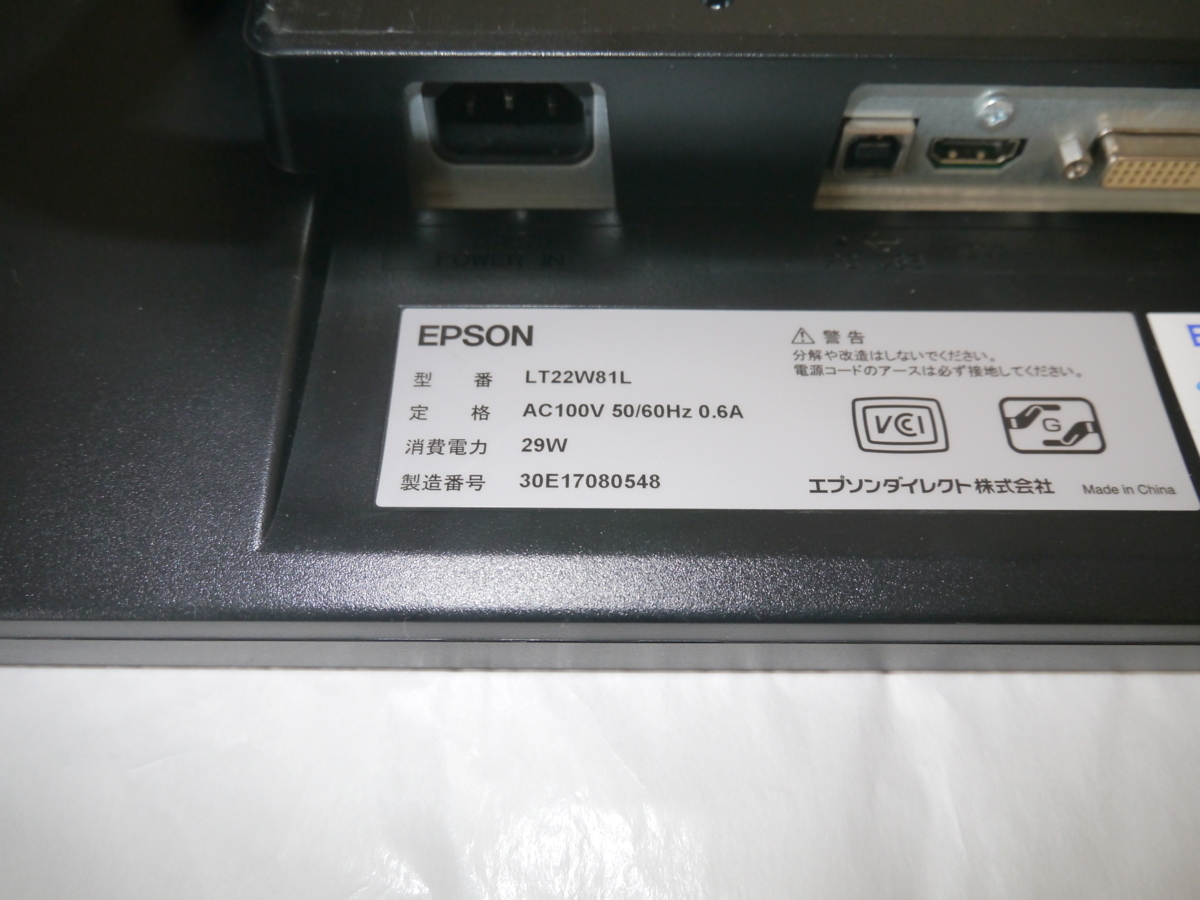 POWER IN
EPSON
型 番 LT22W81L
定 格 AC100V 50/60Hz 0.6A
消費電力 29W
製造番号 30E17080548
⚠ 警告
分解や改造はしないでください。
電源コードのアースは必ず接地してください。
VCCI
G
エプソンダイレクト株式会社 Made in China